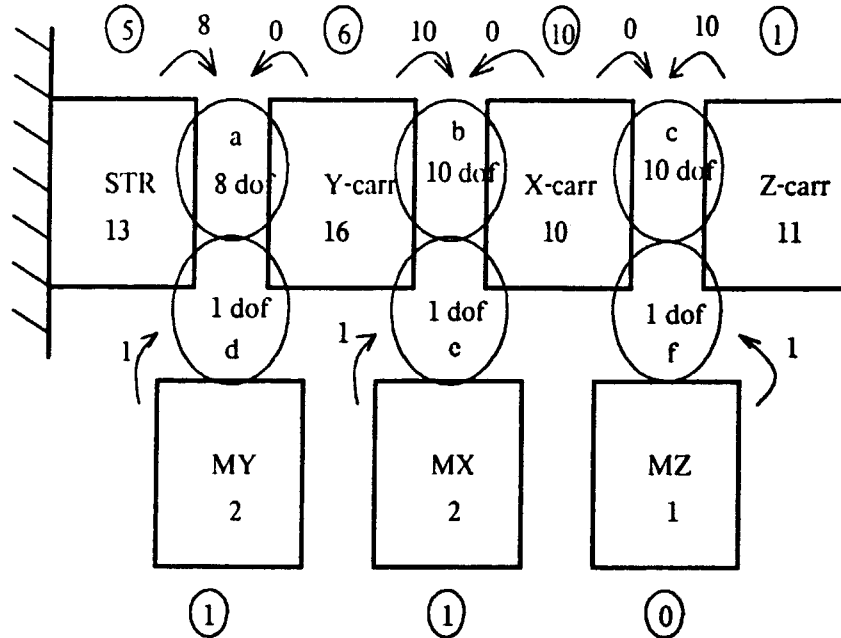 5 8 0 6 10 0 10 0 10 1
a b c
8 dof 10 dof 10 dof
STR Y-carr X-carr Z-carr
13 16 10 11
1 dof 1 dof 1 dof
1 d 1 e 1 f
MY MX MZ
2 2 1
1 1 0